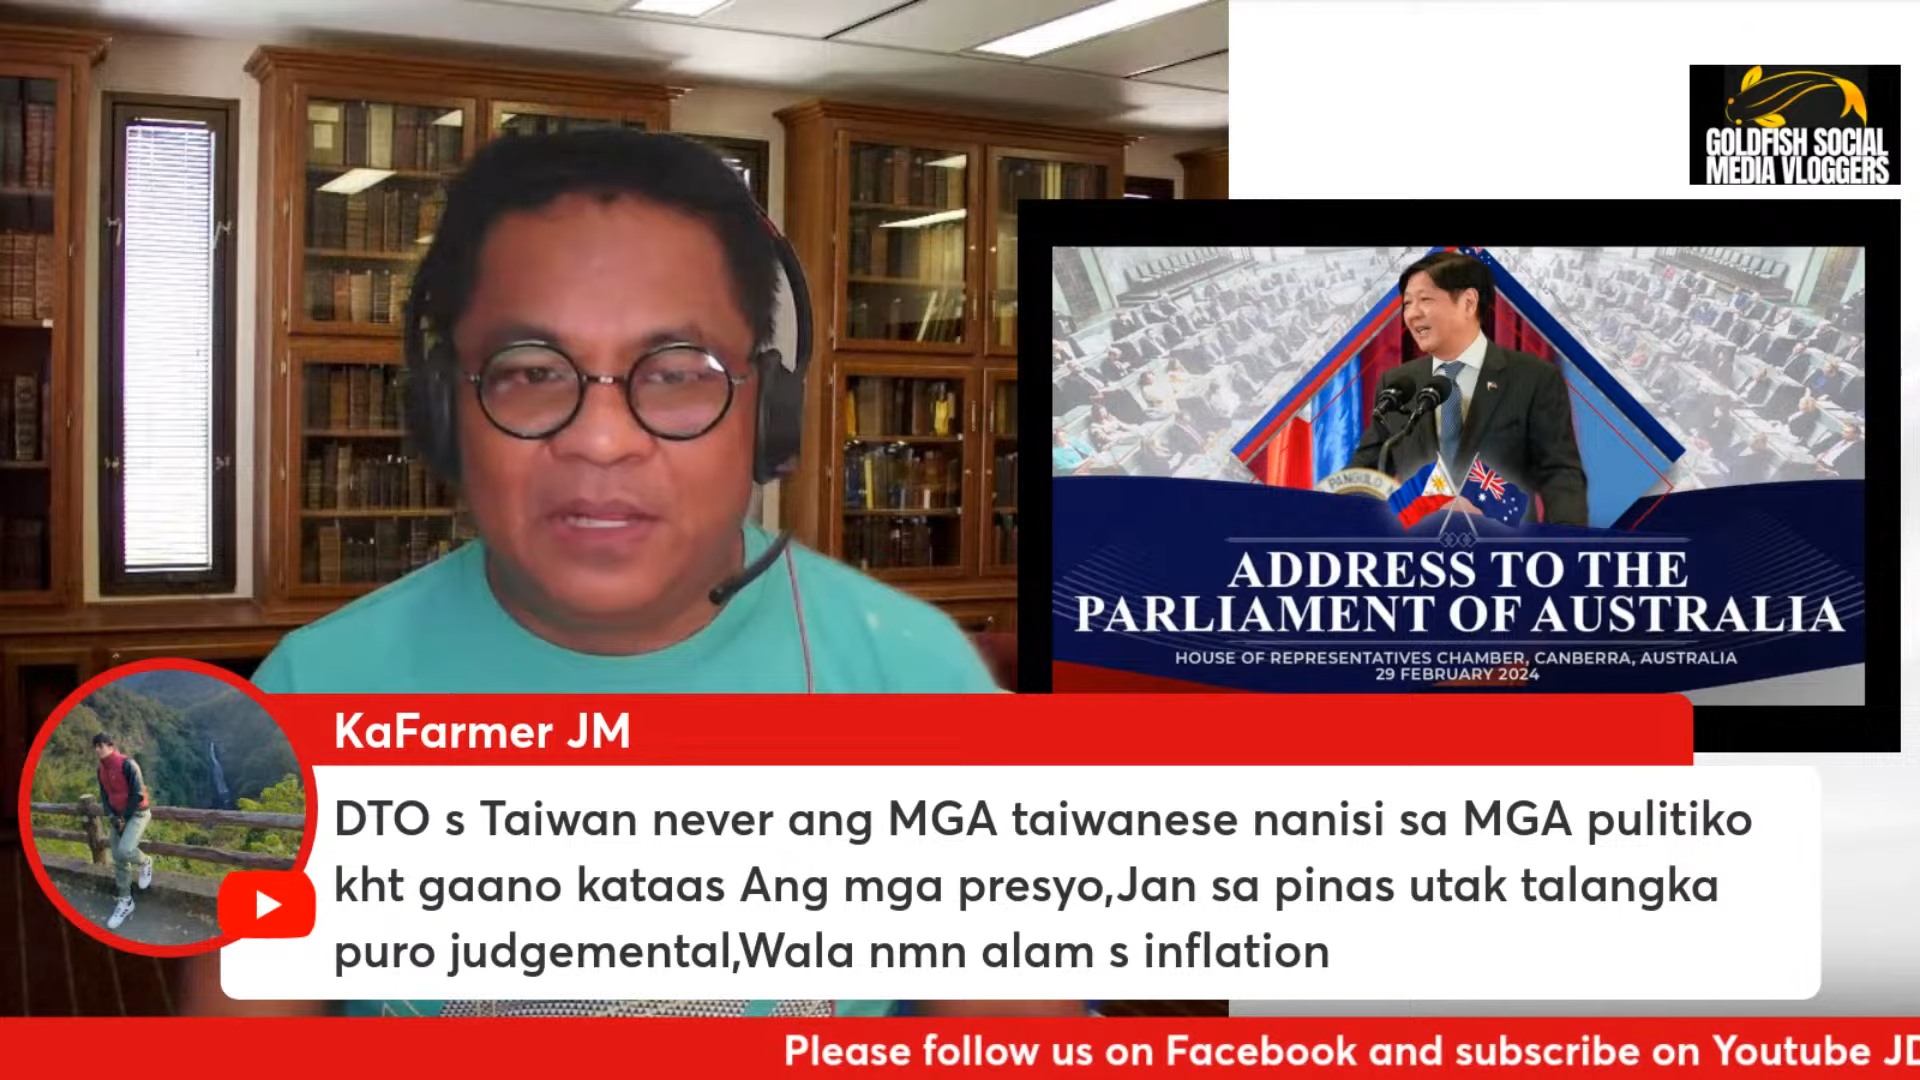 GOLDFISH SOCIAL
MEDIA VLOGGERS
ADDRESS TO THE
PARLIAMENT OF AUSTRALIA
HOUSE OF REPRESENTATIVES CHAMBER, CANBERRA, AUSTRALIA
29 FEBRUARY 2024
KaFarmer JM
DTO s Taiwan never ang MGA taiwanese nanisi sa MGA pulitiko
kht gaano kataas Ang mga presyo,Jan sa pinas utak talangka
puro judgemental,Wala nmn alam s inflation
Please follow us on Facebook and subscribe on Youtube JD